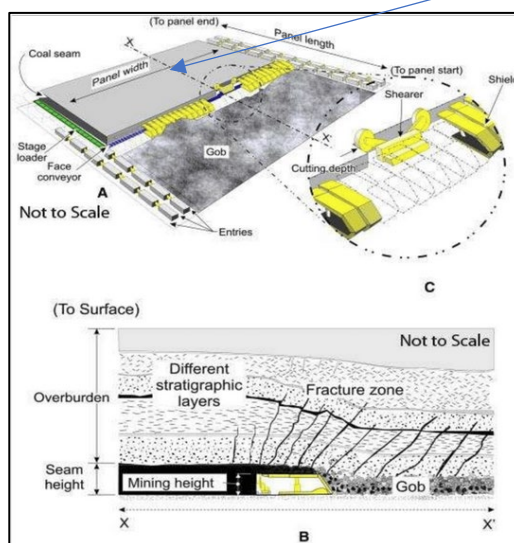 (To panel end)
Panel length
(To panel start)
Coal seam
X
Panel width
Shearer
Shield
Stage
loader
Face
conveyor
Gob
X'
Cutting depth
A
Not to Scale
Entries
C
(To Surface)
Not to Scale
Different
stratigraphic
layers
Fracture zone
Overburden
Seam
height
Mining height
Gob
X
X'
B